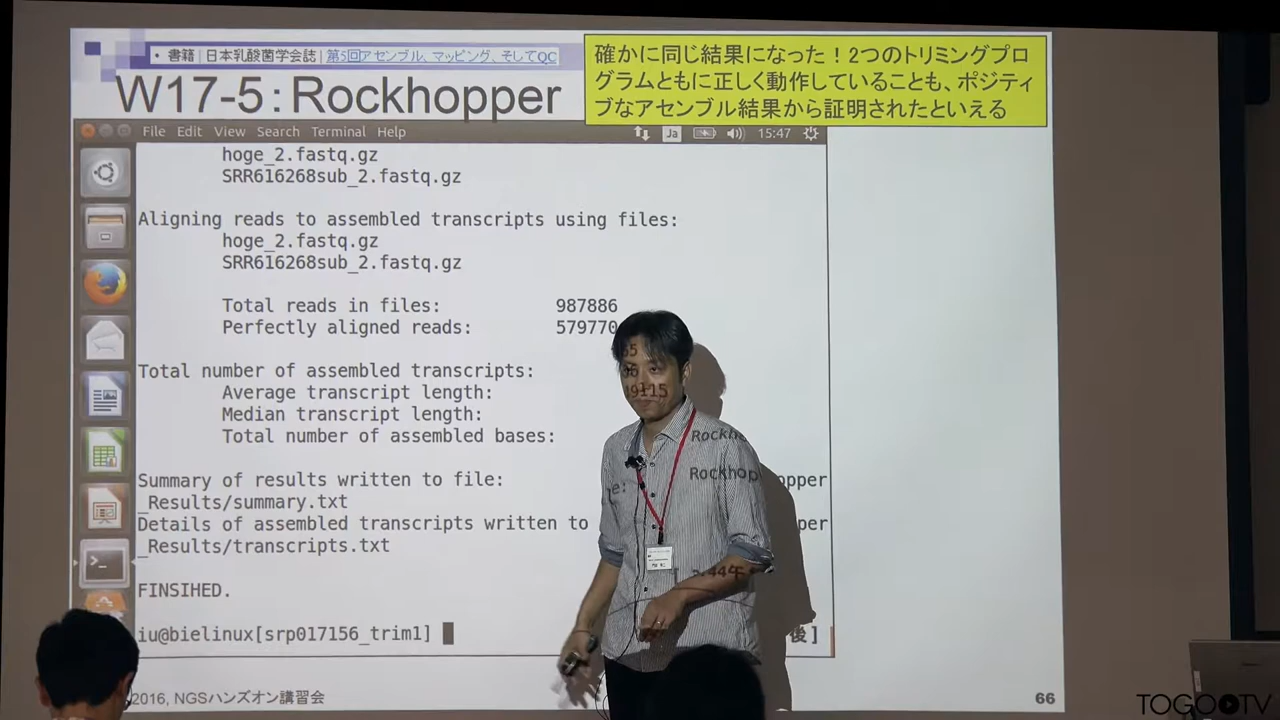 • 書籍 | 日本乳酸菌学会誌 | 第5回アセンブル、マッピング、そしてQC
W17-5：Rockhopper
確かに同じ結果になった！2つのトリミングプロ
グラムともに正しく動作していることも、ポジティ
ブなアセンブル結果から証明されたといえる
File Edit View Search Terminal Help
Ja 15:47
hoge_2.fastq.gz
SRR616268sub_2.fastq.gz
Aligning reads to assembled transcripts using files:
hoge_2.fastq.gz
SRR616268sub_2.fastq.gz
Total reads in files: 987886
Perfectly aligned reads: 579770
Total number of assembled transcripts:
Average transcript length:
Median transcript length:
Total number of assembled bases:
Summary of results written to file:
_Results/summary.txt
Details of assembled transcripts written to
_Results/transcripts.txt
FINSIHED.
iu@bielinux[srp017156_trim1] 後]
2016, NGSハンズオン講習会
66
TOGOTV